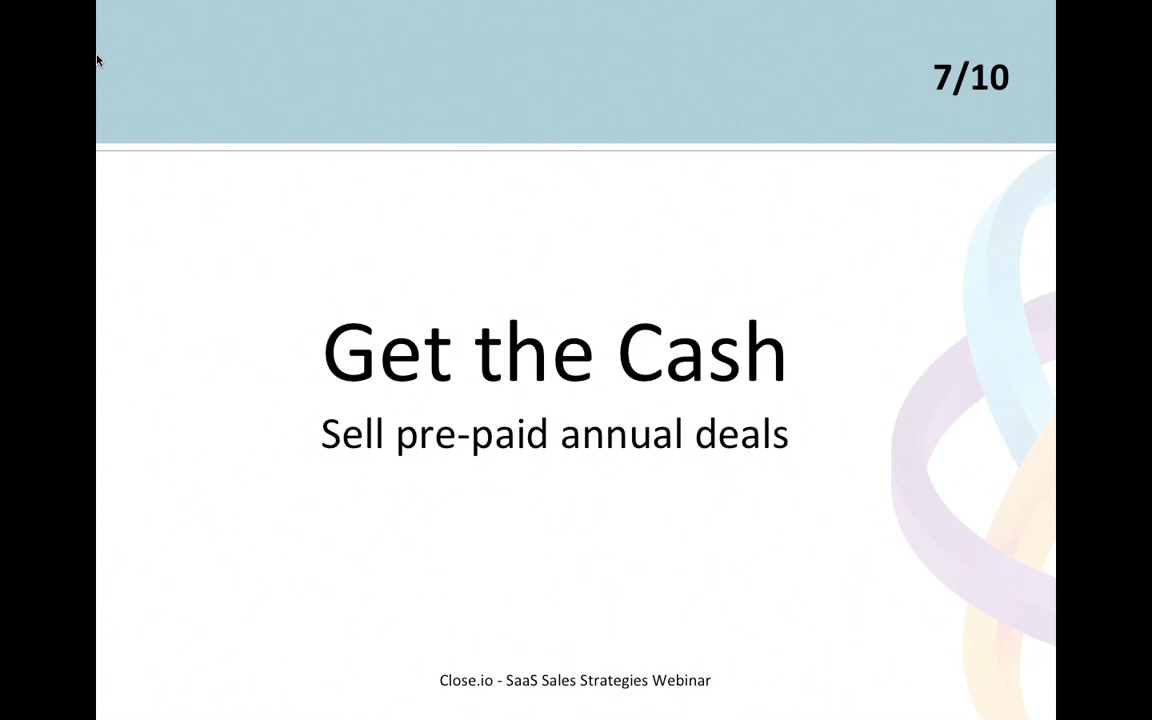 7/10
Get the Cash
Sell pre-paid annual deals
Close.io - SaaS Sales Strategies Webinar